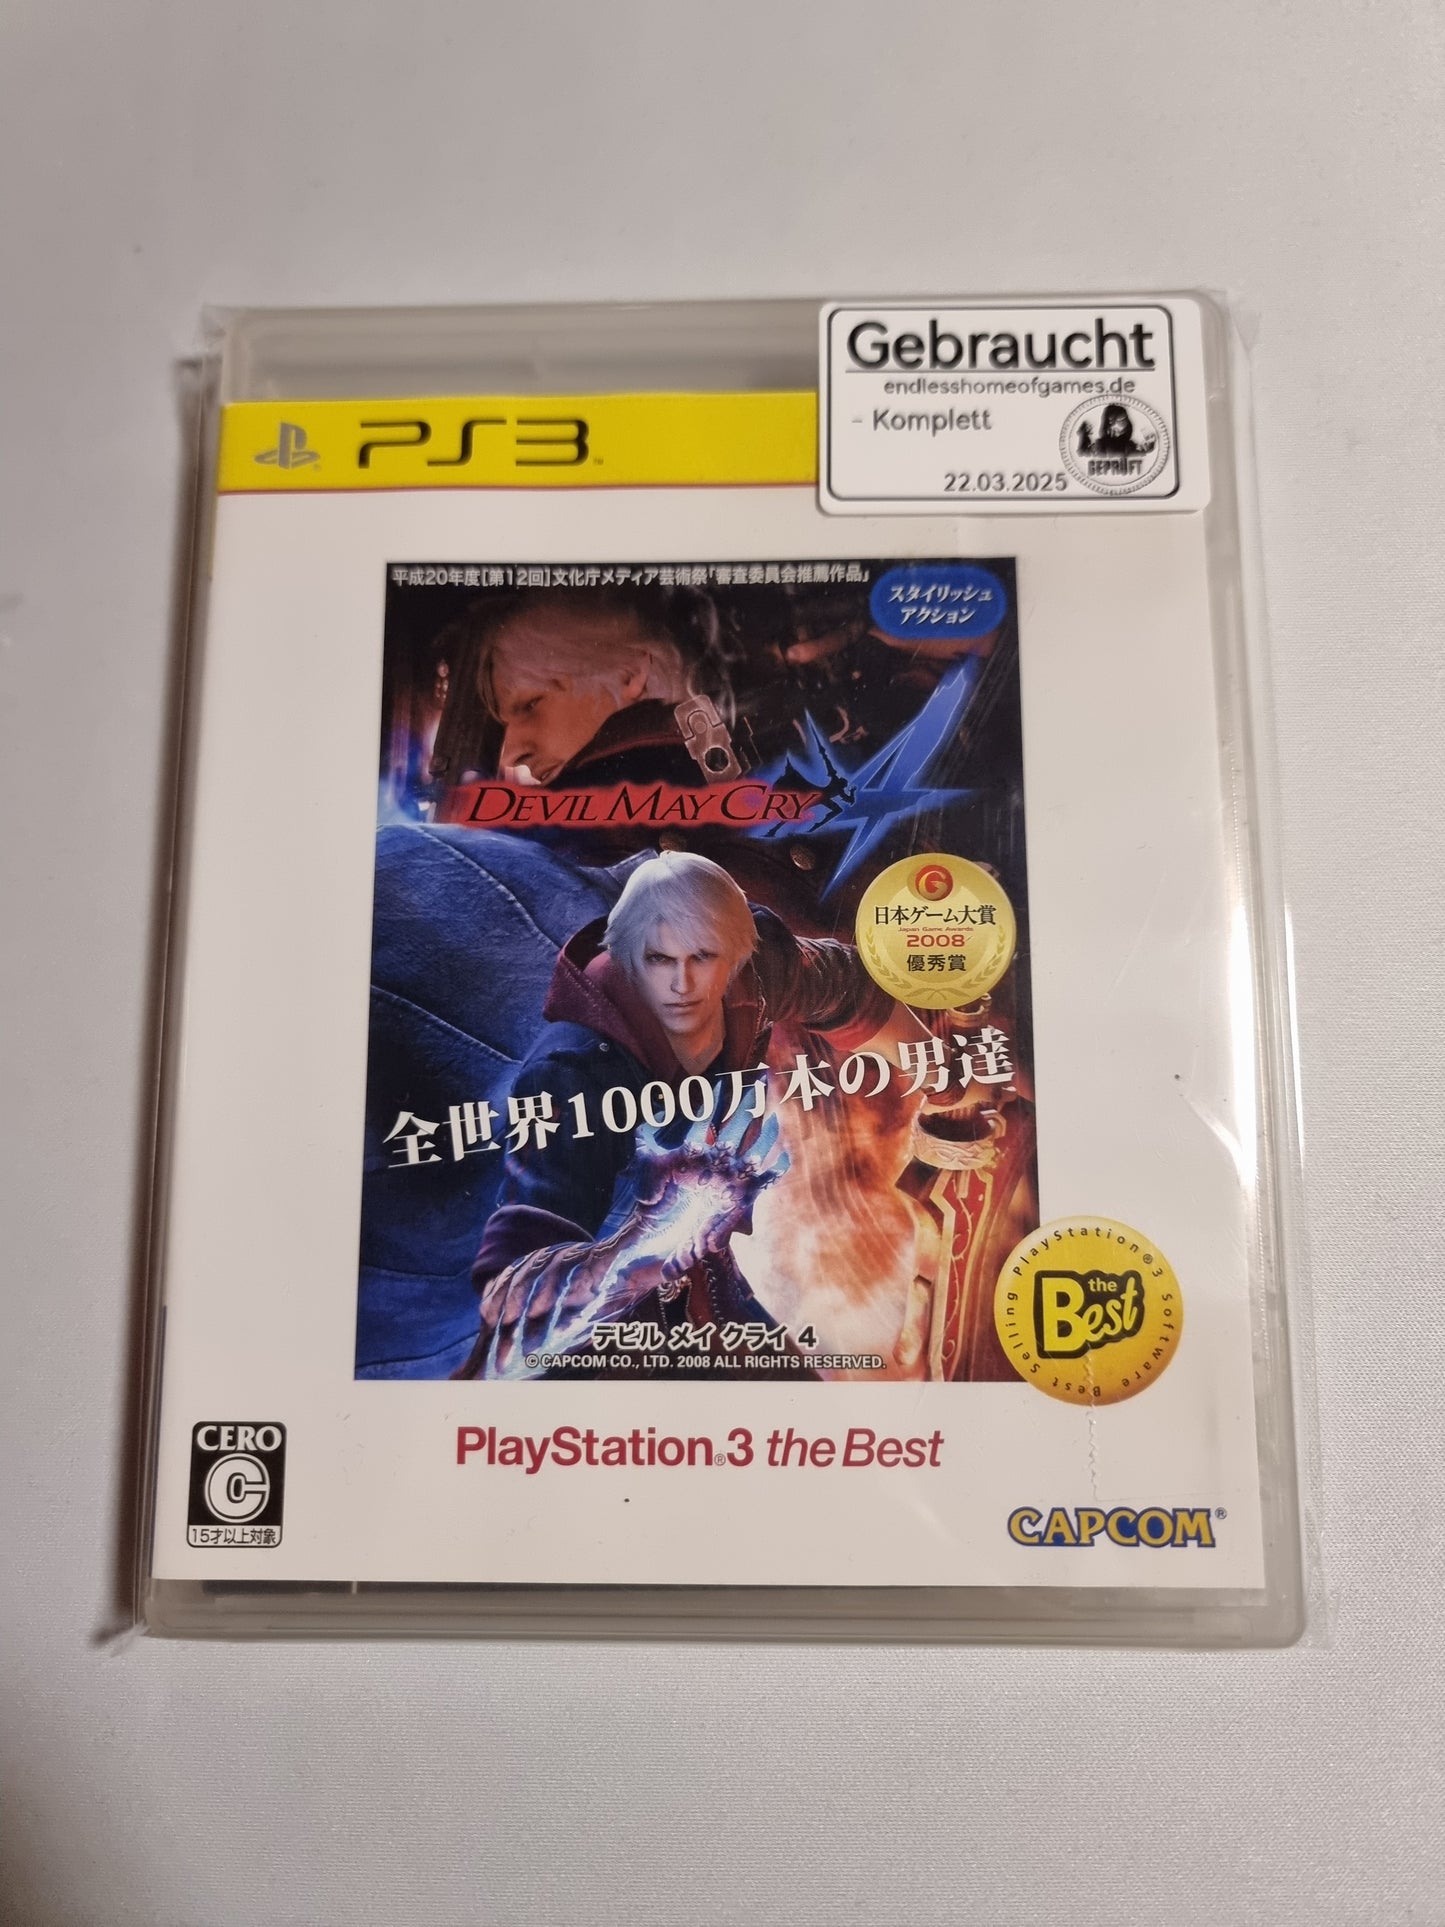 Gebraucht
endlesshomeofgames.de
- Komplett
GEPRÜFT
22.03.2025
PS3™
平成20年度[第12回]文化庁メディア芸術祭「審査委員会推薦作品」
スタイリッシュ
アクション
DEVIL MAY CRY 4
日本ゲーム大賞
Japan Game Awards
2008
優秀賞
全世界1000万本の男達
PlayStation®3 Software Best Selling
the
Best
デビル メイ クライ 4
© CAPCOM CO., LTD. 2008 ALL RIGHTS RESERVED.
PlayStation®3 the Best
CERO
C
15才以上対象
CAPCOM®